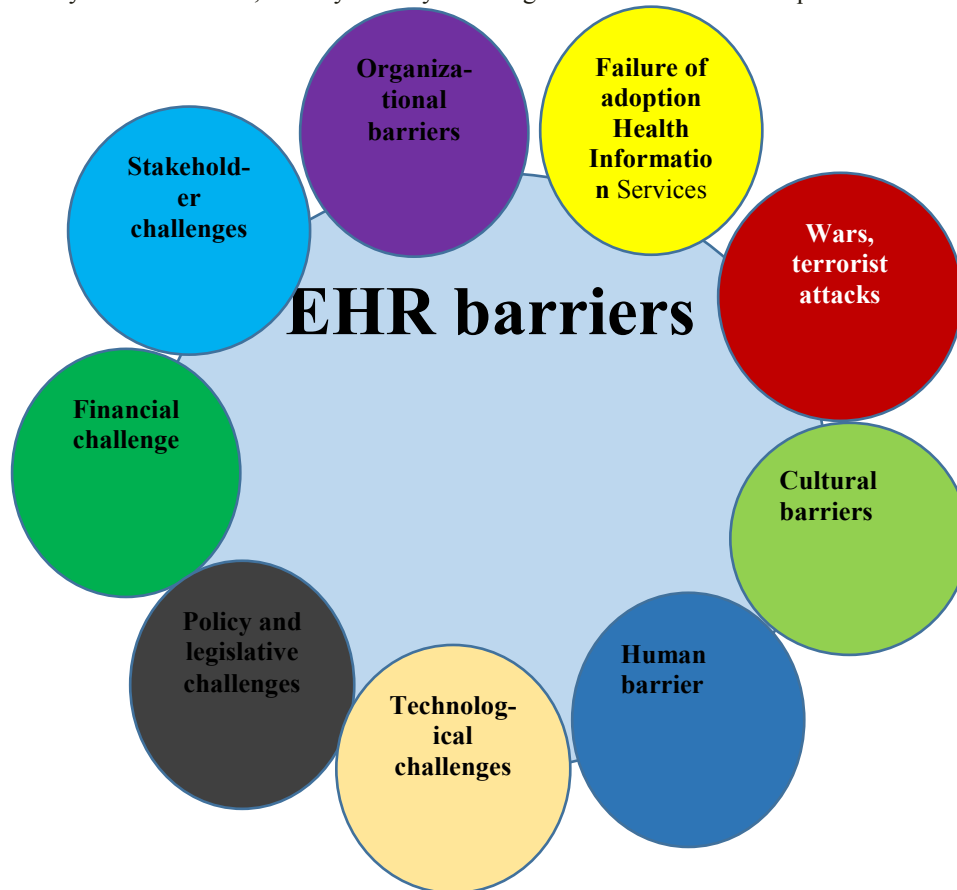 Organiza-
tional
barriers
Failure of
adoption
Health
Informatio
n Services
Stakehold-
er
challenges
Wars,
terrorist
attacks
EHR barriers
Financial
challenge
Cultural
barriers
Policy and
legislative
challenges
Human
barrier
Technolog-
ical
challenges